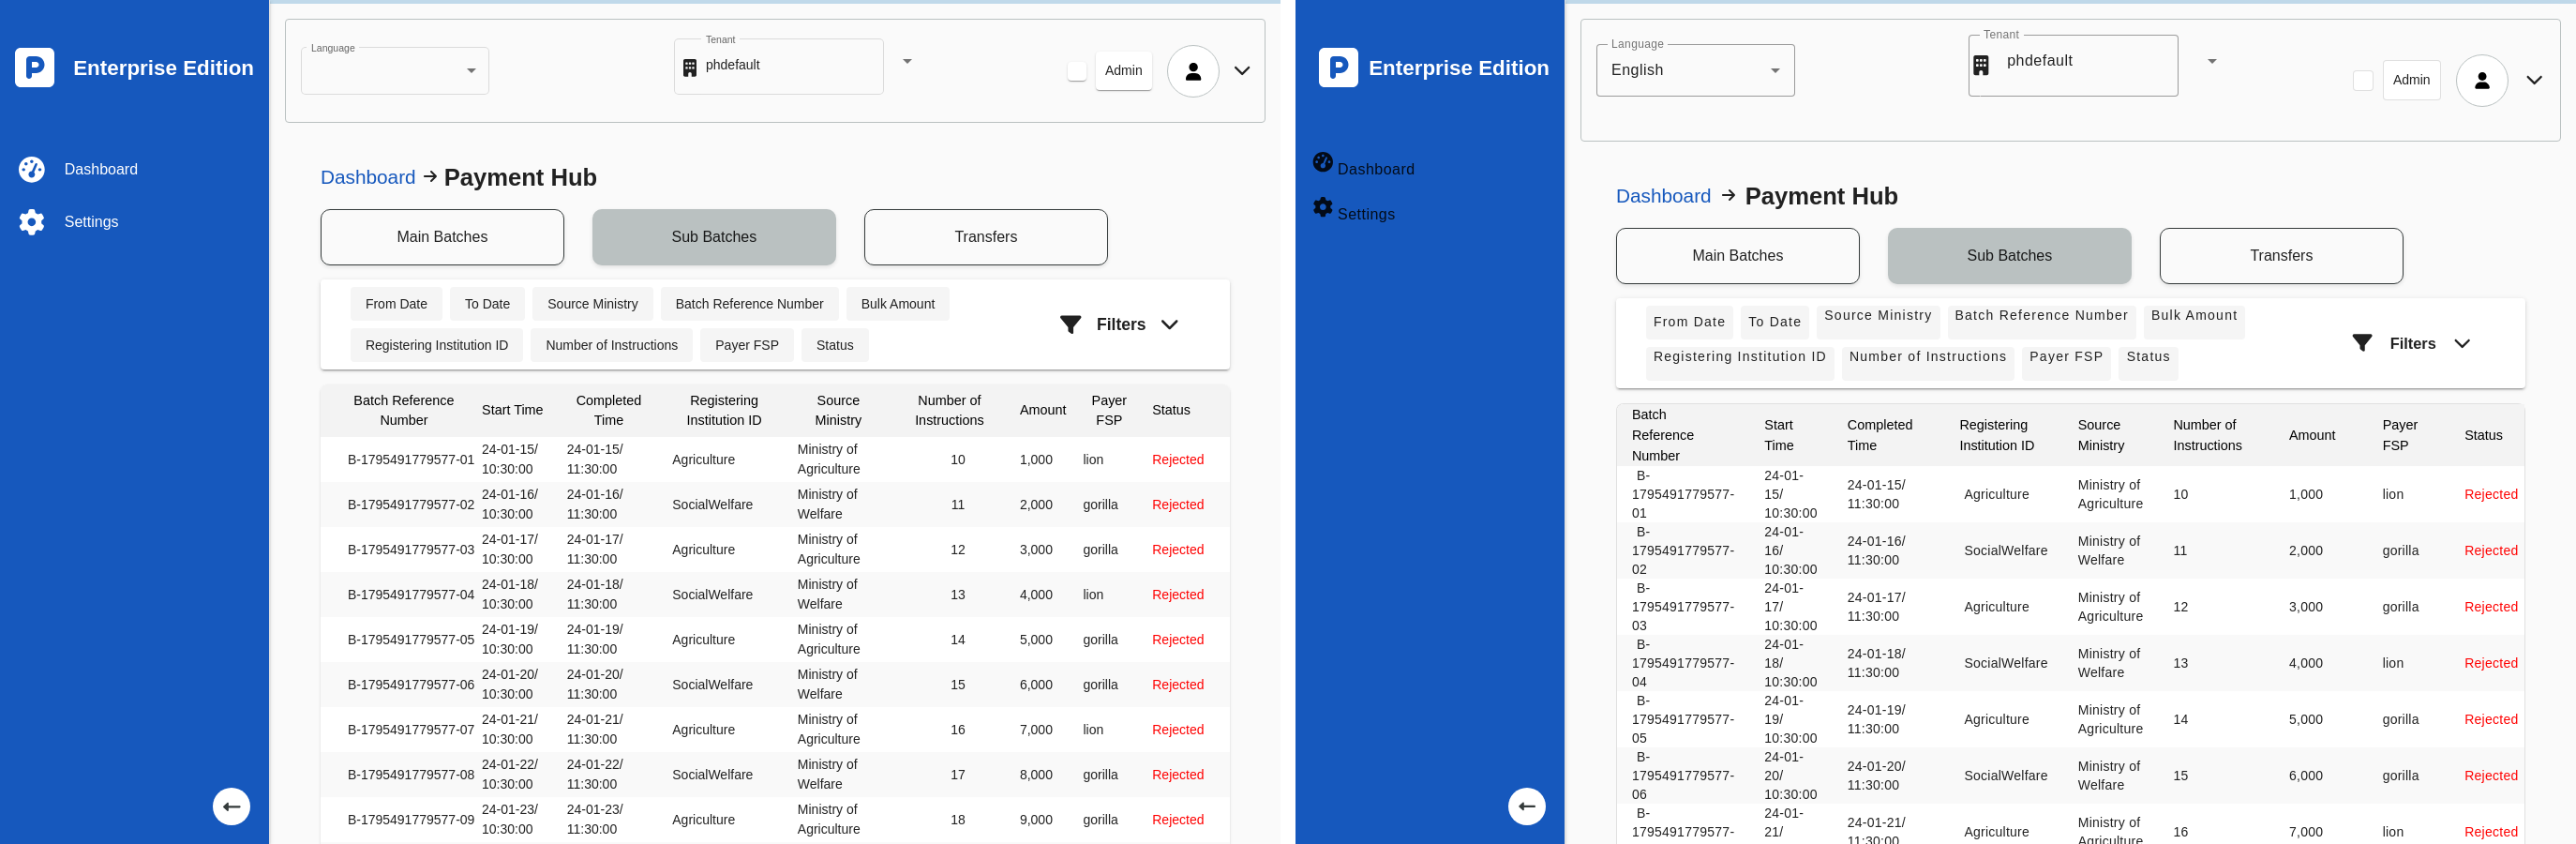 P Enterprise Edition
Dashboard
Settings
Language
Tenant
phdefault
Admin
Dashboard → Payment Hub
Main Batches Sub Batches Transfers
From Date To Date Source Ministry Batch Reference Number Bulk Amount
Registering Institution ID Number of Instructions Payer FSP Status
Filters
Batch Reference Number Start Time Completed Time Registering Institution ID Source Ministry Number of Instructions Amount Payer FSP Status
B-1795491779577-01 24-01-15/ 10:30:00 24-01-15/ 11:30:00 Agriculture Ministry of Agriculture 10 1,000 lion Rejected
B-1795491779577-02 24-01-16/ 10:30:00 24-01-16/ 11:30:00 SocialWelfare Ministry of Welfare 11 2,000 gorilla Rejected
B-1795491779577-03 24-01-17/ 10:30:00 24-01-17/ 11:30:00 Agriculture Ministry of Agriculture 12 3,000 gorilla Rejected
B-1795491779577-04 24-01-18/ 10:30:00 24-01-18/ 11:30:00 SocialWelfare Ministry of Welfare 13 4,000 lion Rejected
B-1795491779577-05 24-01-19/ 10:30:00 24-01-19/ 11:30:00 Agriculture Ministry of Agriculture 14 5,000 gorilla Rejected
B-1795491779577-06 24-01-20/ 10:30:00 24-01-20/ 11:30:00 SocialWelfare Ministry of Welfare 15 6,000 gorilla Rejected
B-1795491779577-07 24-01-21/ 10:30:00 24-01-21/ 11:30:00 Agriculture Ministry of Agriculture 16 7,000 lion Rejected
B-1795491779577-08 24-01-22/ 10:30:00 24-01-22/ 11:30:00 SocialWelfare Ministry of Welfare 17 8,000 gorilla Rejected
B-1795491779577-09 24-01-23/ 10:30:00 24-01-23/ 11:30:00 Agriculture Ministry of Agriculture 18 9,000 gorilla Rejected
P Enterprise Edition
Dashboard
Settings
Language
English
Tenant
phdefault
Admin
Dashboard → Payment Hub
Main Batches Sub Batches Transfers
From Date To Date Source Ministry Batch Reference Number Bulk Amount
Registering Institution ID Number of Instructions Payer FSP Status
Filters
Batch Reference Number Start Time Completed Time Registering Institution ID Source Ministry Number of Instructions Amount Payer FSP Status
B-1795491779577-01 24-01-15/ 10:30:00 24-01-15/ 11:30:00 Agriculture Ministry of Agriculture 10 1,000 lion Rejected
B-1795491779577-02 24-01-16/ 10:30:00 24-01-16/ 11:30:00 SocialWelfare Ministry of Welfare 11 2,000 gorilla Rejected
B-1795491779577-03 24-01-17/ 10:30:00 24-01-17/ 11:30:00 Agriculture Ministry of Agriculture 12 3,000 gorilla Rejected
B-1795491779577-04 24-01-18/ 10:30:00 24-01-18/ 11:30:00 SocialWelfare Ministry of Welfare 13 4,000 lion Rejected
B-1795491779577-05 24-01-19/ 10:30:00 24-01-19/ 11:30:00 Agriculture Ministry of Agriculture 14 5,000 gorilla Rejected
B-1795491779577-06 24-01-20/ 10:30:00 24-01-20/ 11:30:00 SocialWelfare Ministry of Welfare 15 6,000 gorilla Rejected
B-1795491779577- 24-01-21/ 24-01-21/ 11:30:00 Agriculture Ministry of Agriculture 16 7,000 lion Rejected